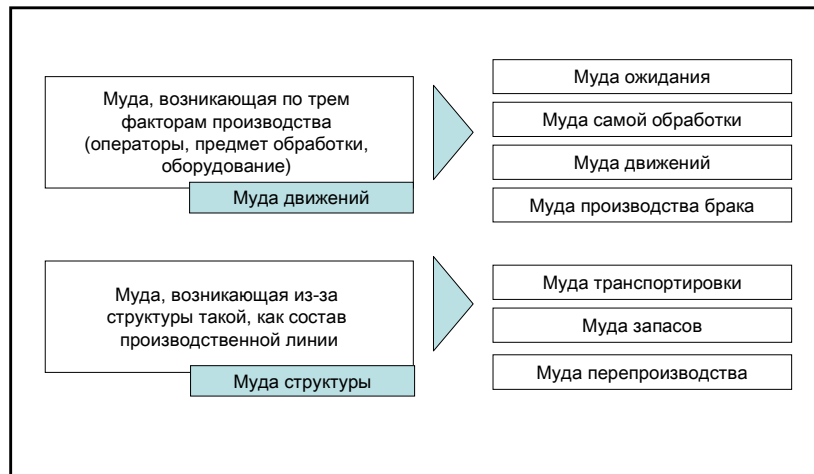 Муда, возникающая по трем
факторам производства
(операторы, предмет обработки,
оборудование)
Муда движений
Муда ожидания
Муда самой обработки
Муда движений
Муда производства брака
Муда, возникающая из-за
структуры такой, как состав
производственной линии
Муда структуры
Муда транспортировки
Муда запасов
Муда перепроизводства